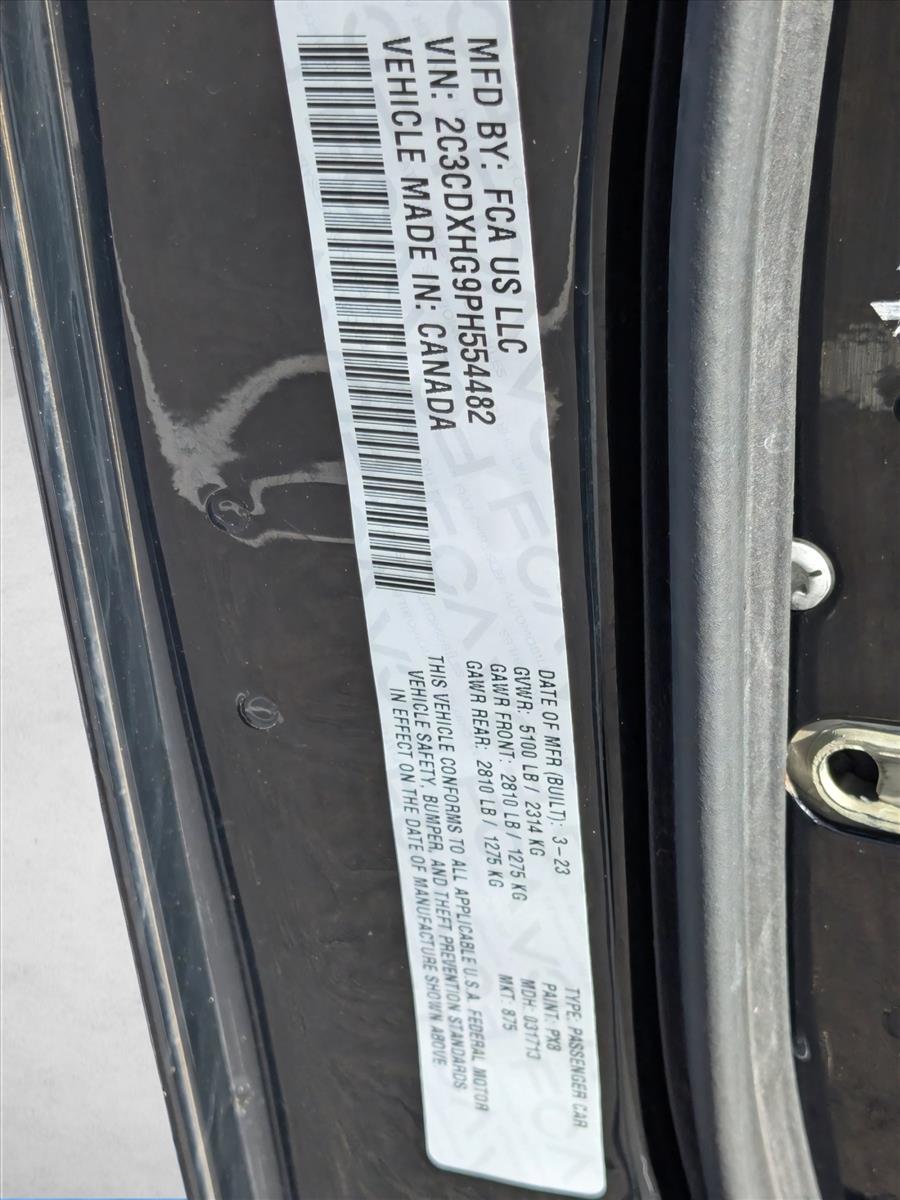 MFD BY: FCA US LLC
VIN: 2C3CDXHG9PH554482
VEHICLE MADE IN: CANADA
DATE OF MFR (BUILT): 3-23
GVWR: 5100 LB / 2314 KG
GAWR FRONT: 2810 LB / 1275 KG
GAWR REAR: 2810 LB / 1275 KG
TYPE: PASSENGER CAR
PAINT: PX8
MDH: 031713
MKT: 875
THIS VEHICLE CONFORMS TO ALL APPLICABLE U.S.A. FEDERAL MOTOR
VEHICLE SAFETY, BUMPER, AND THEFT PREVENTION STANDARDS
IN EFFECT ON THE DATE OF MANUFACTURE SHOWN ABOVE